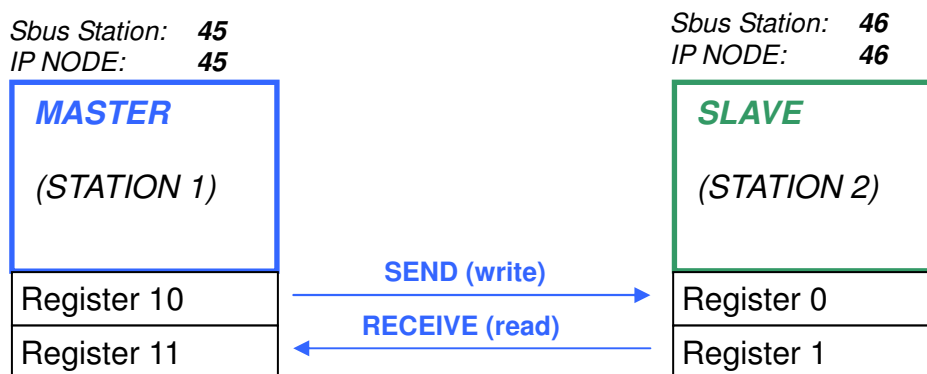 Sbus Station: 45
IP NODE: 45
MASTER
(STATION 1)
Register 10
Register 11
SEND (write)
RECEIVE (read)
Sbus Station: 46
IP NODE: 46
SLAVE
(STATION 2)
Register 0
Register 1